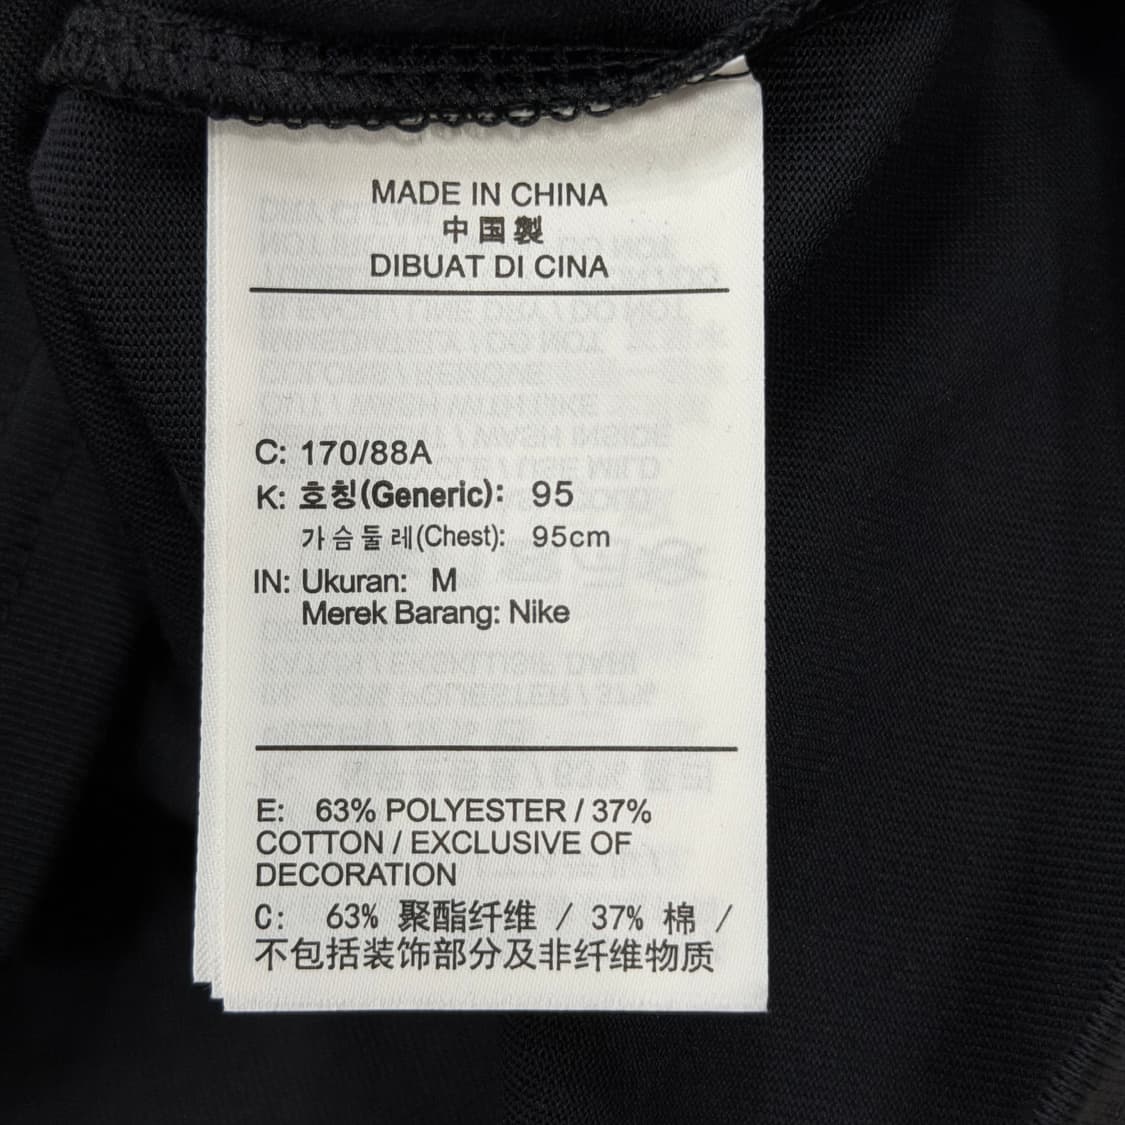 MADE IN CHINA
中国製
DIBUAT DI CINA
C: 170/88A
K: 호칭(Generic): 95
가슴둘레(Chest): 95cm
IN: Ukuran: M
Merek Barang: Nike
E: 63% POLYESTER / 37%
COTTON / EXCLUSIVE OF
DECORATION
C: 63% 聚酯纤维 / 37% 棉 /
不包括装饰部分及非纤维物质